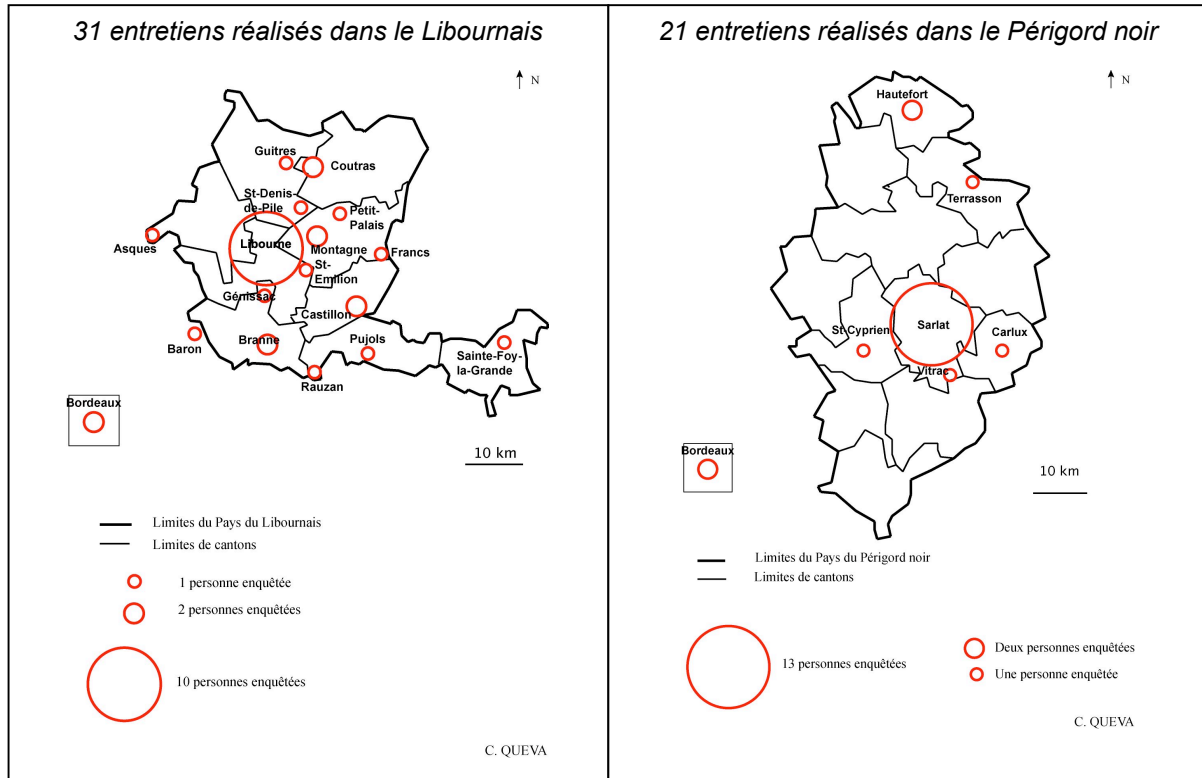 31 entretiens réalisés dans le Libournais
N
Guitres
Coutras
St-Denis-
de-Pile
Petit-
Palais
Asques
Libourne
Montagne
Francs
St-
Emilion
Génissac
Castillon
Baron
Branne
Pujols
Sainte-Foy-
la-Grande
Rauzan
Bordeaux
10 km
Limites du Pays du Libournais
Limites de cantons
1 personne enquêtée
2 personnes enquêtées
10 personnes enquêtées
C. QUEVA
21 entretiens réalisés dans le Périgord noir
N
Hautefort
Terrasson
St-Cyprien
Sarlat
Carlux
Vitrac
Bordeaux
10 km
Limites du Pays du Périgord noir
Limites de cantons
13 personnes enquêtées
Deux personnes enquêtées
Une personne enquêtée
C. QUEVA